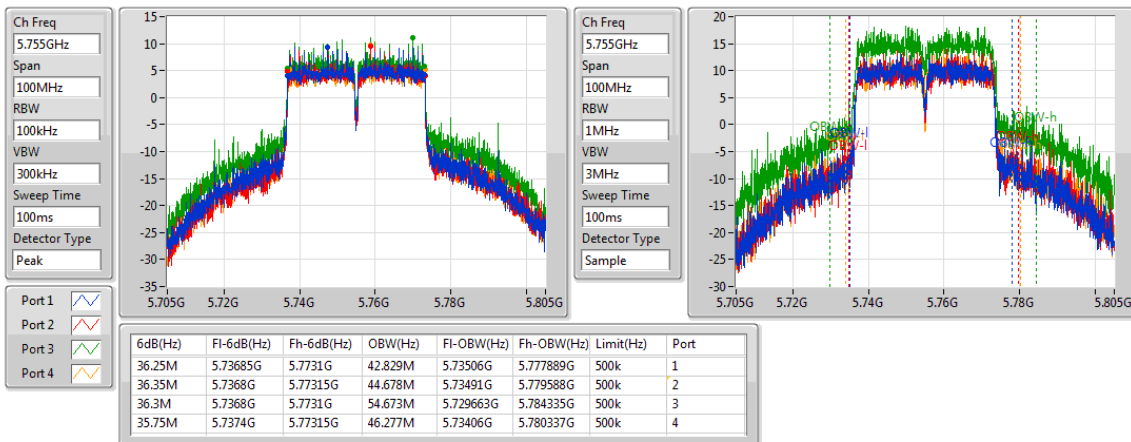 Ch Freq
5.755GHz
Span
100MHz
RBW
100kHz
VBW
300kHz
Sweep Time
100ms
Detector Type
Peak
15
10
5
0
-5
-10
-15
-20
-25
-30
-35
5.705G 5.72G 5.74G 5.76G 5.78G 5.805G
Ch Freq
5.755GHz
Span
100MHz
RBW
1MHz
VBW
3MHz
Sweep Time
100ms
Detector Type
Sample
20
15
10
5
0
-5
-10
-15
-20
-25
-30
OBW-h
5.705G 5.72G 5.74G 5.76G 5.78G 5.805G
Port 1
Port 2
Port 3
Port 4
6dB(Hz) Fl-6dB(Hz) Fh-6dB(Hz) OBW(Hz) Fl-OBW(Hz) Fh-OBW(Hz) Limit(Hz) Port
36.25M 5.73685G 5.7731G 42.829M 5.73506G 5.777889G 500k 1
36.35M 5.7368G 5.77315G 44.678M 5.73491G 5.779588G 500k 2
36.3M 5.7368G 5.7731G 54.673M 5.729663G 5.784335G 500k 3
35.75M 5.7374G 5.77315G 46.277M 5.73406G 5.780337G 500k 4